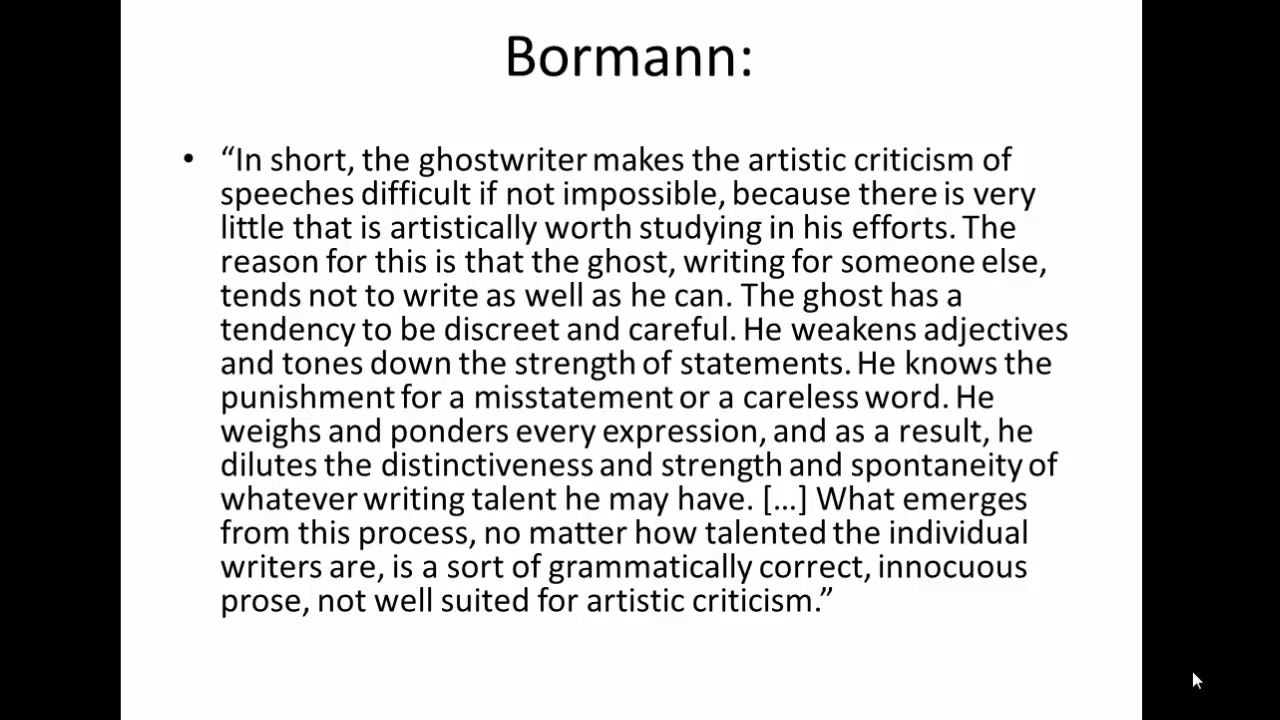 Bormann:
• “In short, the ghostwriter makes the artistic criticism of
speeches difficult if not impossible, because there is very
little that is artistically worth studying in his efforts. The
reason for this is that the ghost, writing for someone else,
tends not to write as well as he can. The ghost has a
tendency to be discreet and careful. He weakens adjectives
and tones down the strength of statements. He knows the
punishment for a misstatement or a careless word. He
weighs and ponders every expression, and as a result, he
dilutes the distinctiveness and strength and spontaneity of
whatever writing talent he may have. […] What emerges
from this process, no matter how talented the individual
writers are, is a sort of grammatically correct, innocuous
prose, not well suited for artistic criticism.”